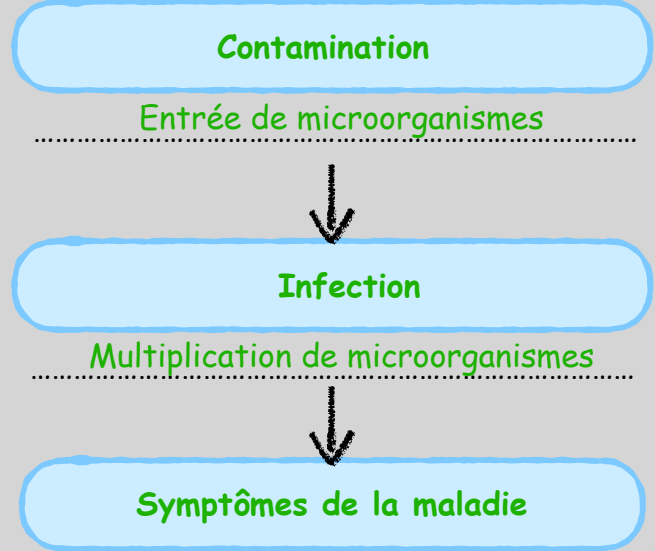 Contamination
Entrée de microorganismes
Infection
Multiplication de microorganismes
Symptômes de la maladie